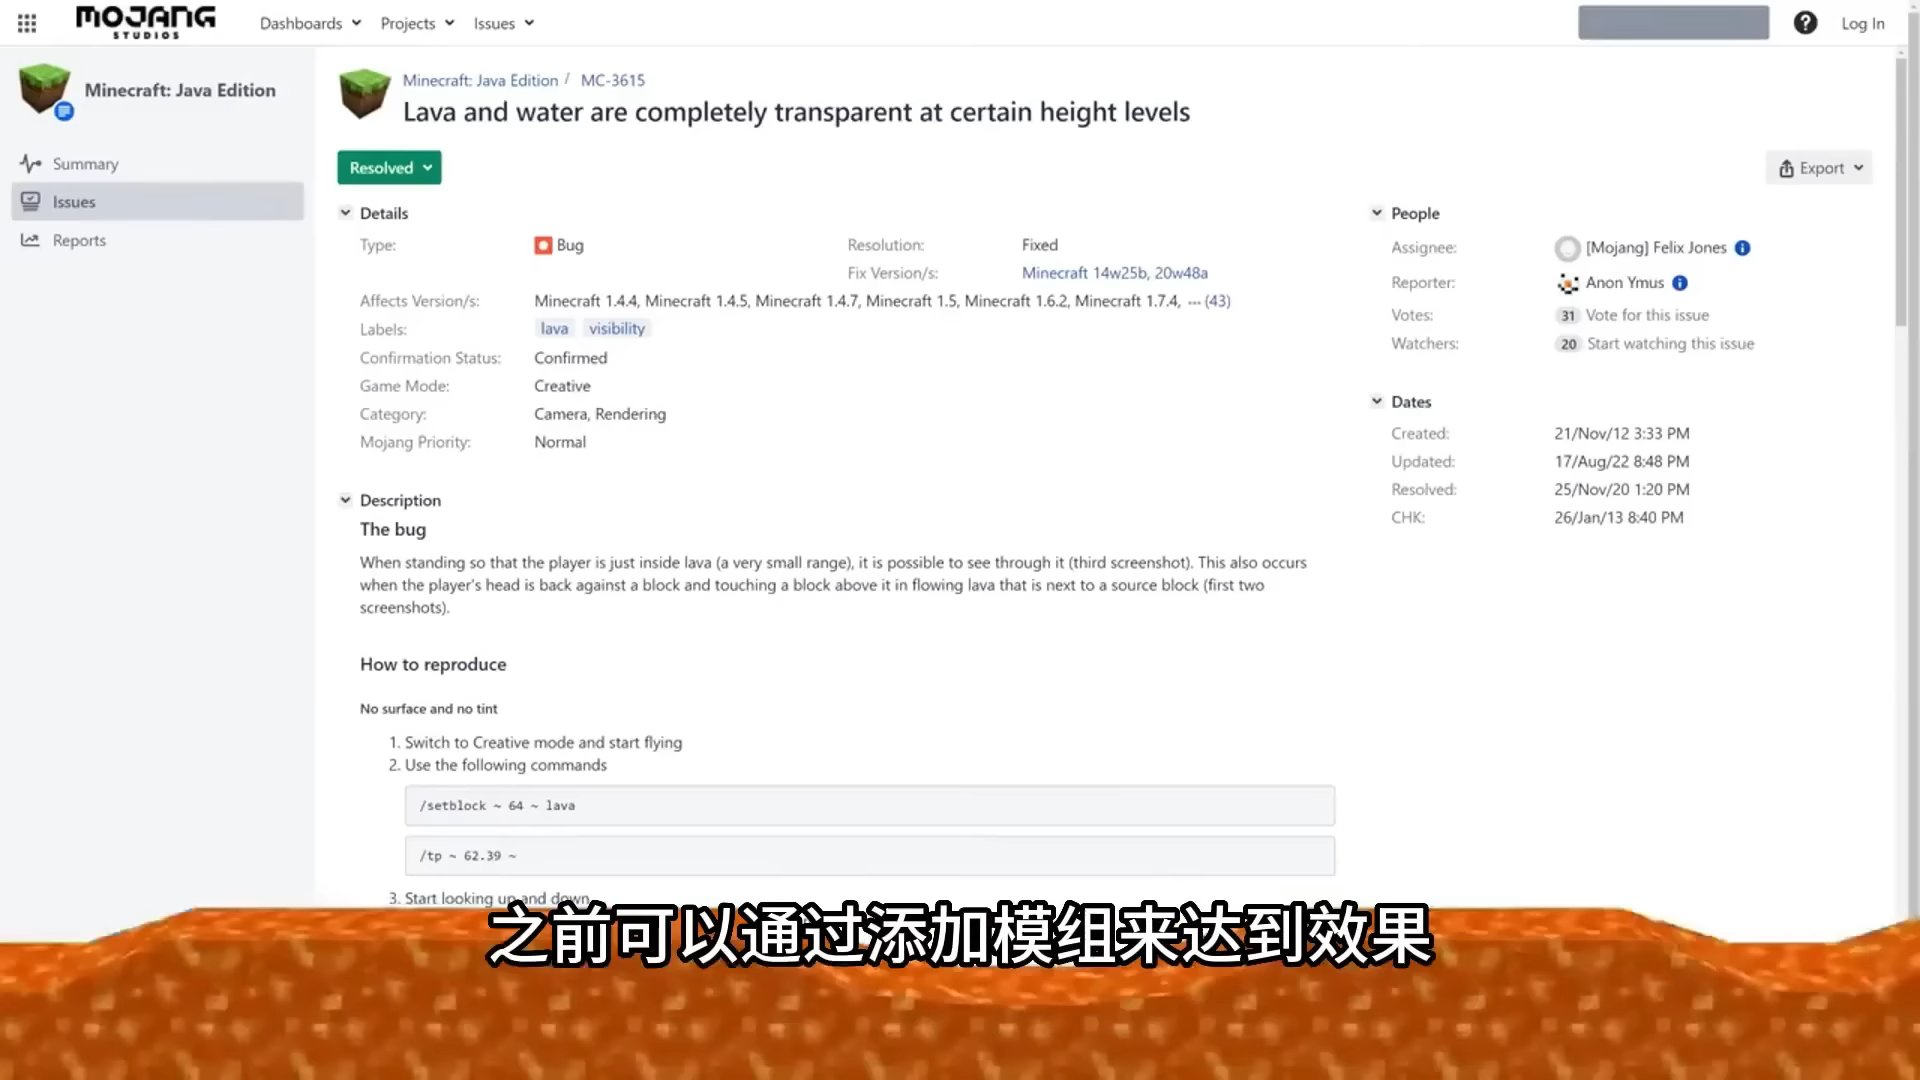 MOJANG
STUDIOS
Dashboards
Projects
Issues
Log In
Minecraft: Java Edition
Summary
Issues
Reports
Minecraft: Java Edition / MC-3615
Lava and water are completely transparent at certain height levels
Resolved
Export
Details
Type: Bug
Resolution: Fixed
Fix Version/s: Minecraft 14w25b, 20w48a
Affects Version/s: Minecraft 1.4.4, Minecraft 1.4.5, Minecraft 1.4.7, Minecraft 1.5, Minecraft 1.6.2, Minecraft 1.7.4, ... (43)
Labels: lava visibility
Confirmation Status: Confirmed
Game Mode: Creative
Category: Camera, Rendering
Mojang Priority: Normal
People
Assignee: [Mojang] Felix Jones
Reporter: Anon Ymus
Votes: 31 Vote for this issue
Watchers: 20 Start watching this issue
Dates
Created: 21/Nov/12 3:33 PM
Updated: 17/Aug/22 8:48 PM
Resolved: 25/Nov/20 1:20 PM
CHK: 26/Jan/13 8:40 PM
Description
The bug
When standing so that the player is just inside lava (a very small range), it is possible to see through it (third screenshot). This also occurs
when the player's head is back against a block and touching a block above it in flowing lava that is next to a source block (first two
screenshots).
How to reproduce
No surface and no tint
1. Switch to Creative mode and start flying
2. Use the following commands
/setblock ~ 64 ~ lava
/tp ~ 62.39 ~
3. Start looking up and down
之前可以通过添加模组来达到效果